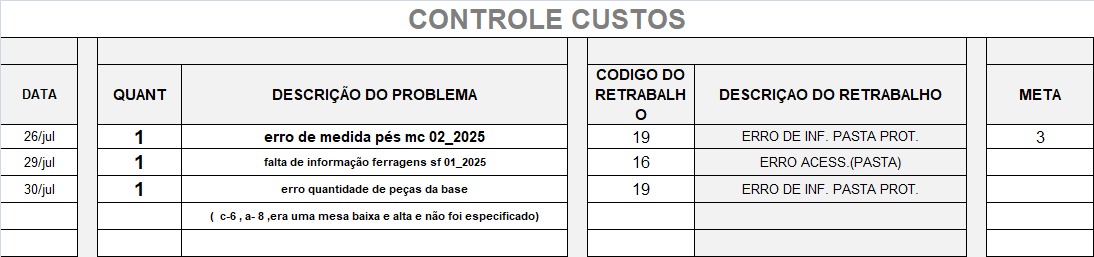 CONTROLE CUSTOS
DATA QUANT DESCRIÇÃO DO PROBLEMA CODIGO DO RETRABALHO DESCRIÇAO DO RETRABALHO META
26/jul 1 erro de medida pés mc 02_2025 19 ERRO DE INF. PASTA PROT. 3
29/jul 1 falta de informação ferragens sf 01_2025 16 ERRO ACESS.(PASTA)
30/jul 1 erro quantidade de peças da base 19 ERRO DE INF. PASTA PROT.
( c-6 , a- 8 ,era uma mesa baixa e alta e não foi especificado)